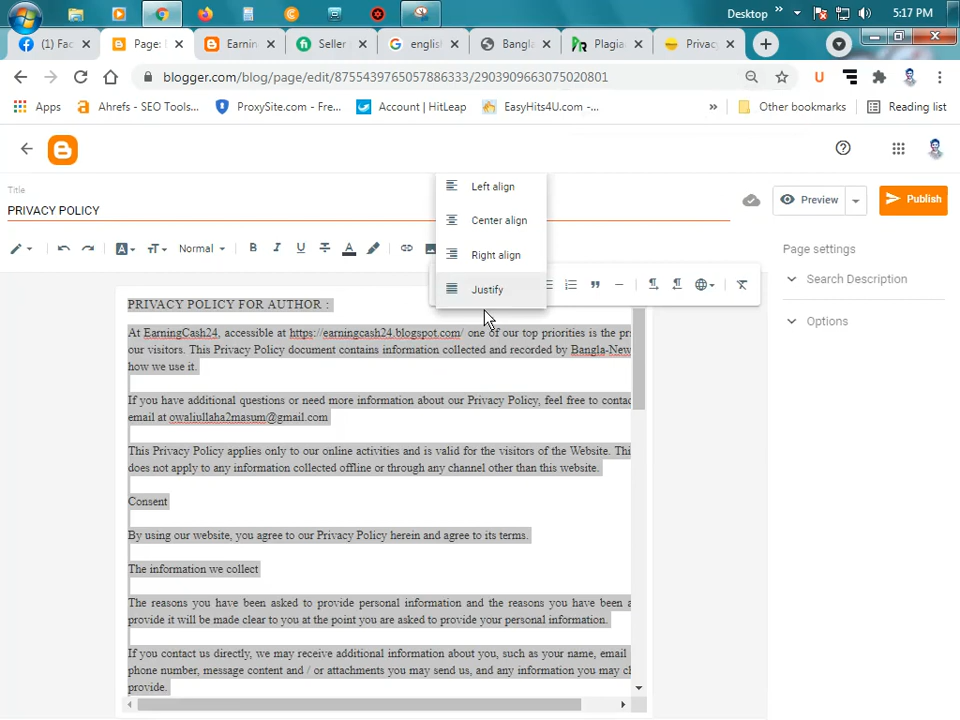 Desktop » 5:17 PM
(1) Fac
Page:
Earnin
Seller
english
Bangl
Plagia
Privac
blogger.com/blog/page/edit/8755439765057886333/2903909663075020801
U
Apps Ahrefs - SEO Tools... ProxySite.com - Fre... Account | HitLeap EasyHits4U.com -... » Other bookmarks Reading list
Title
PRIVACY POLICY
Preview Publish
Left align
Center align
Right align
Justify
Normal B I U A
Page settings
Search Description
Options
PRIVACY POLICY FOR AUTHOR :
At EarningCash24, accessible at https://earningcash24.blogspot.com/ one of our top priorities is the pr
our visitors. This Privacy Policy document contains information collected and recorded by Bangla-New
how we use it.
If you have additional questions or need more information about our Privacy Policy, feel free to contac
email at owaliullaha2masum@gmail.com
This Privacy Policy applies only to our online activities and is valid for the visitors of the Website. Thi
does not apply to any information collected offline or through any channel other than this website.
Consent
By using our website, you agree to our Privacy Policy herein and agree to its terms.
The information we collect
The reasons you have been asked to provide personal information and the reasons you have been a
provide it will be made clear to you at the point you are asked to provide your personal information.
If you contact us directly, we may receive additional information about you, such as your name, email
phone number, message content and / or attachments you may send us, and any information you may ch
provide.